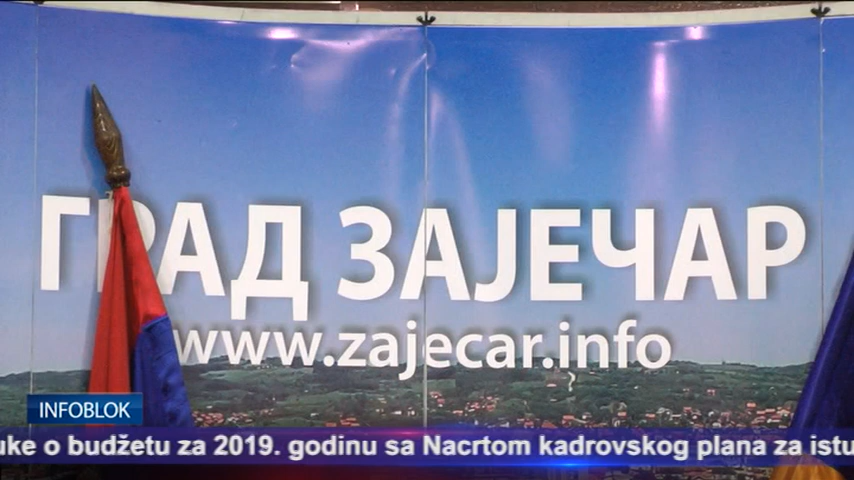 ГРАД ЗАЈЕЧАР
www.zajecar.info
INFOBLOK
uke o budžetu za 2019. godinu sa Nacrtom kadrovskog plana za istu